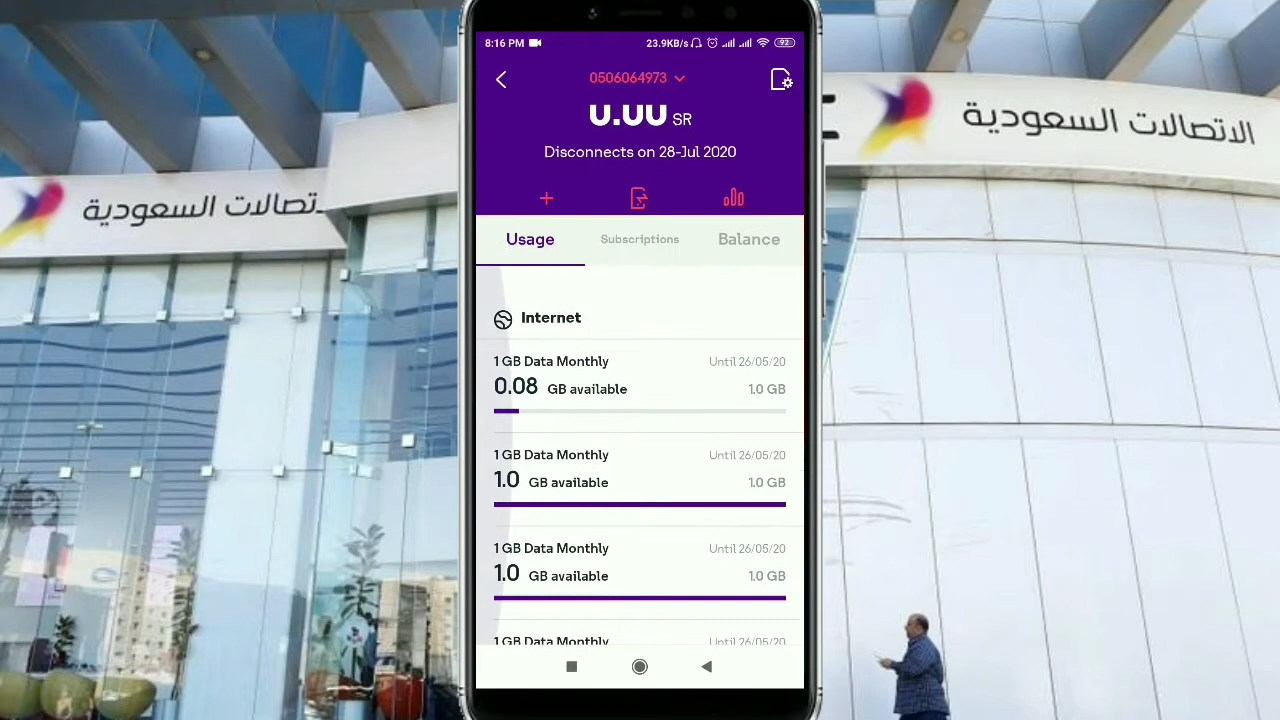 8:16 PM 23.9KB/s 92
0506064973
0.00 SR
Disconnects on 28-Jul 2020
Usage Subscriptions Balance
Internet
1 GB Data Monthly Until 26/05/20
0.08 GB available 1.0 GB
1 GB Data Monthly Until 26/05/20
1.0 GB available 1.0 GB
1 GB Data Monthly Until 26/05/20
1.0 GB available 1.0 GB
1 GB Data Monthly Until 26/05/20
الاتصالات السعودية
تصالات السعودية